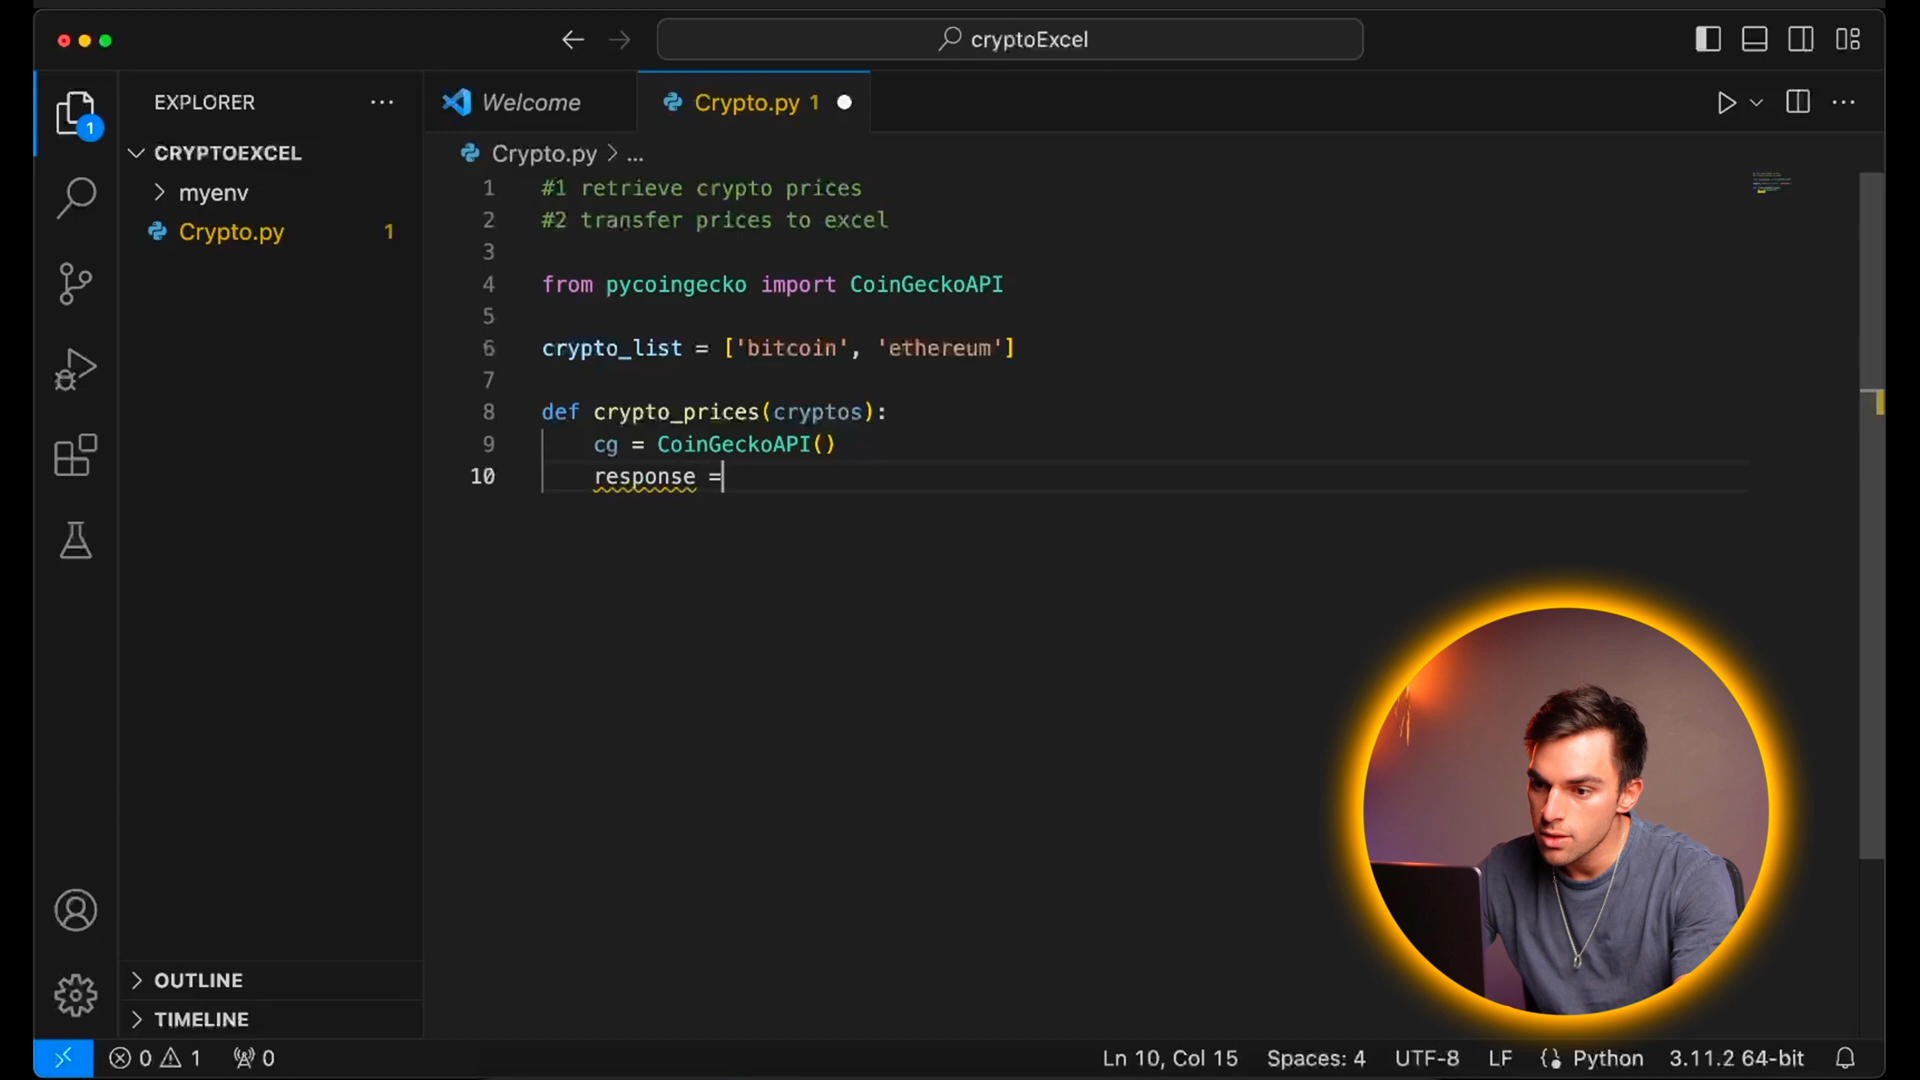 cryptoExcel
EXPLORER
Welcome
Crypto.py 1
CRYPTOEXCEL
myenv
Crypto.py 1
Crypto.py > ...
1 #1 retrieve crypto prices
2 #2 transfer prices to excel
3
4 from pycoingecko import CoinGeckoAPI
5
6 crypto_list = ['bitcoin', 'ethereum']
7
8 def crypto_prices(cryptos):
9 cg = CoinGeckoAPI()
10 response =
1
OUTLINE
TIMELINE
0 1 0
Ln 10, Col 15 Spaces: 4 UTF-8 LF Python 3.11.2 64-bit